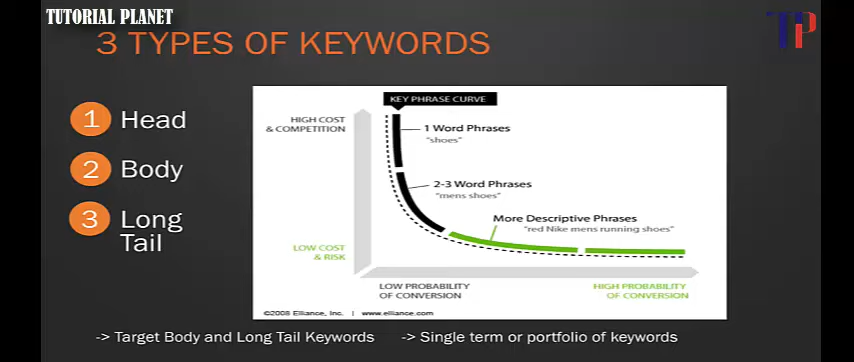 TUTORIAL PLANET
TP
3 TYPES OF KEYWORDS
1 Head
2 Body
3 Long
Tail
KEY PHRASE CURVE
HIGH COST
& COMPETITION
1 Word Phrases
"shoes"
2-3 Word Phrases
"mens shoes"
More Descriptive Phrases
"red Nike mens running shoes"
LOW COST
& RISK
LOW PROBABILITY
OF CONVERSION
HIGH PROBABILITY
OF CONVERSION
©2008 Elliance, Inc. | www.elliance.com
-> Target Body and Long Tail Keywords
-> Single term or portfolio of keywords